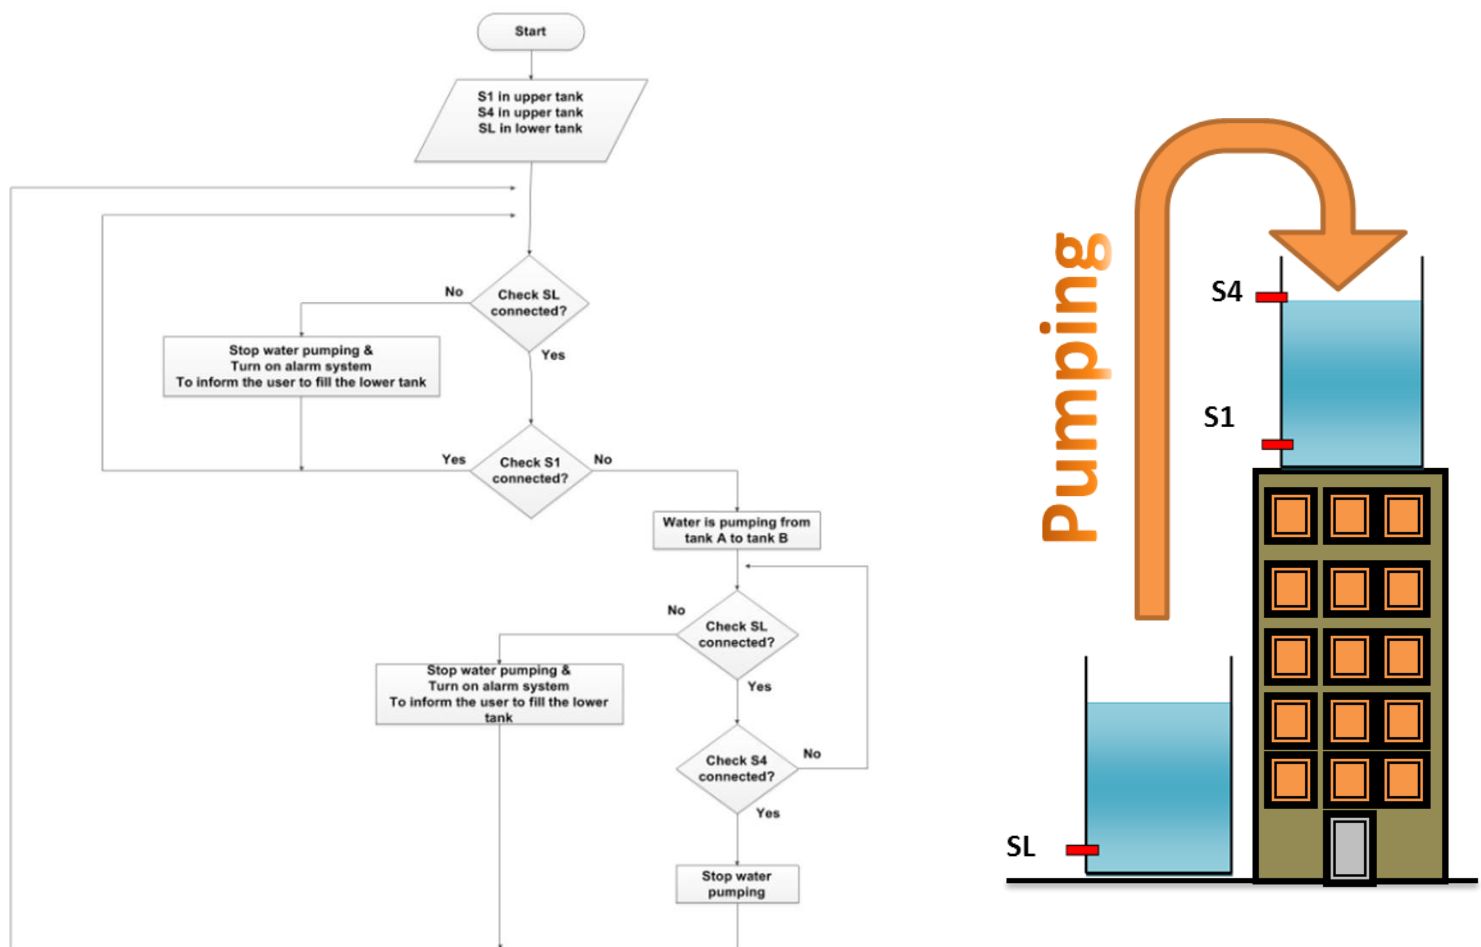 Start
S1 in upper tank
S4 in upper tank
SL in lower tank
Check SL
connected?
No
Yes
Stop water pumping &
Turn on alarm system
To inform the user to fill the lower tank
Check S1
connected?
Yes
No
Water is pumping from
tank A to tank B
Check SL
connected?
No
Yes
Stop water pumping &
Turn on alarm system
To inform the user to fill the lower
tank
Check S4
connected?
No
Yes
Stop water
pumping
Pumping
S4
S1
SL